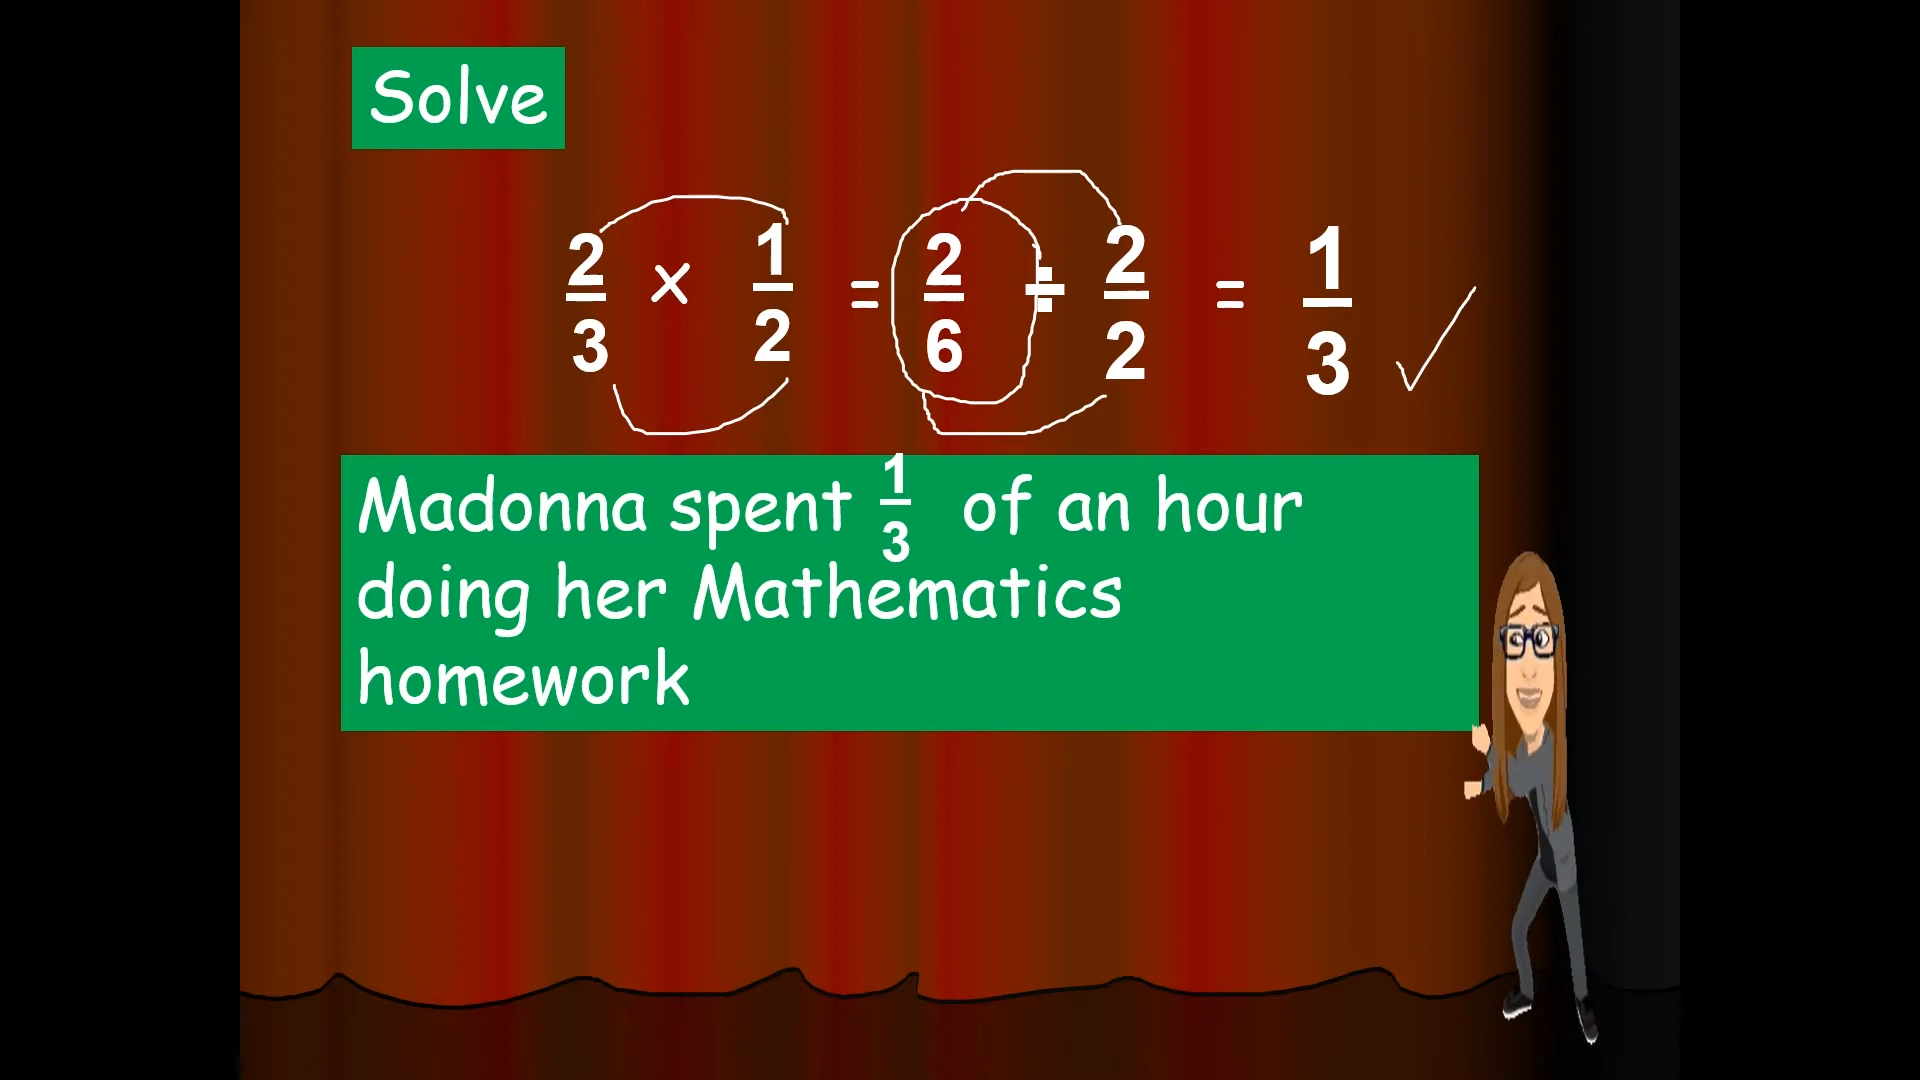 Solve
2/3 x 1/2 = 2/6 ÷ 2/2 = 1/3 ✓
Madonna spent 1/3 of an hour
doing her Mathematics
homework